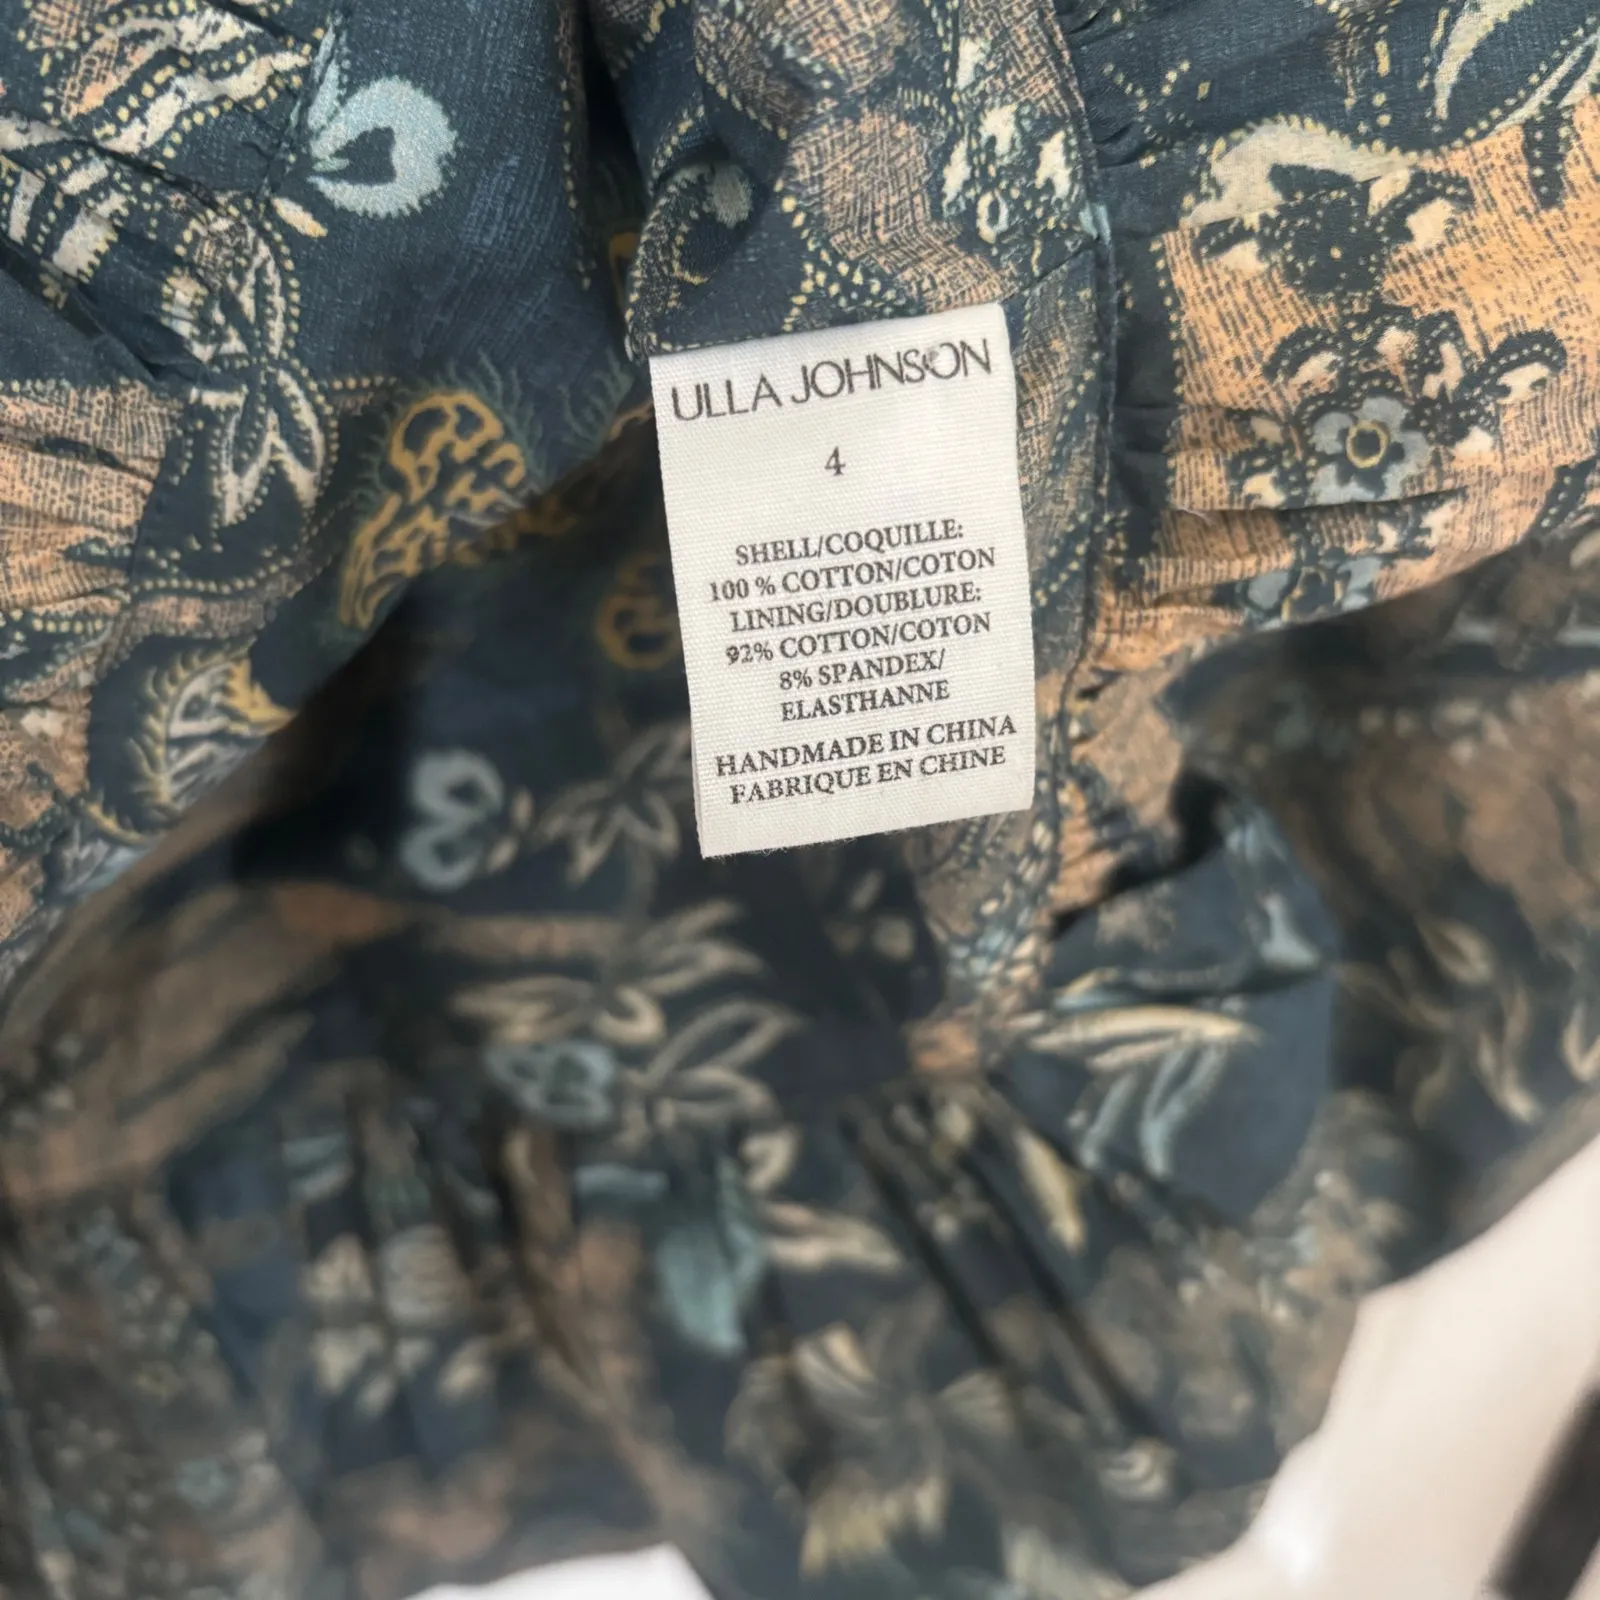 ULLA JOHNSON
4
SHELL/COQUILLE:
100 % COTTON/COTON
LINING/DOUBLURE:
92% COTTON/COTON
8% SPANDEX/
ELASTHANNE
HANDMADE IN CHINA
FABRIQUE EN CHINE